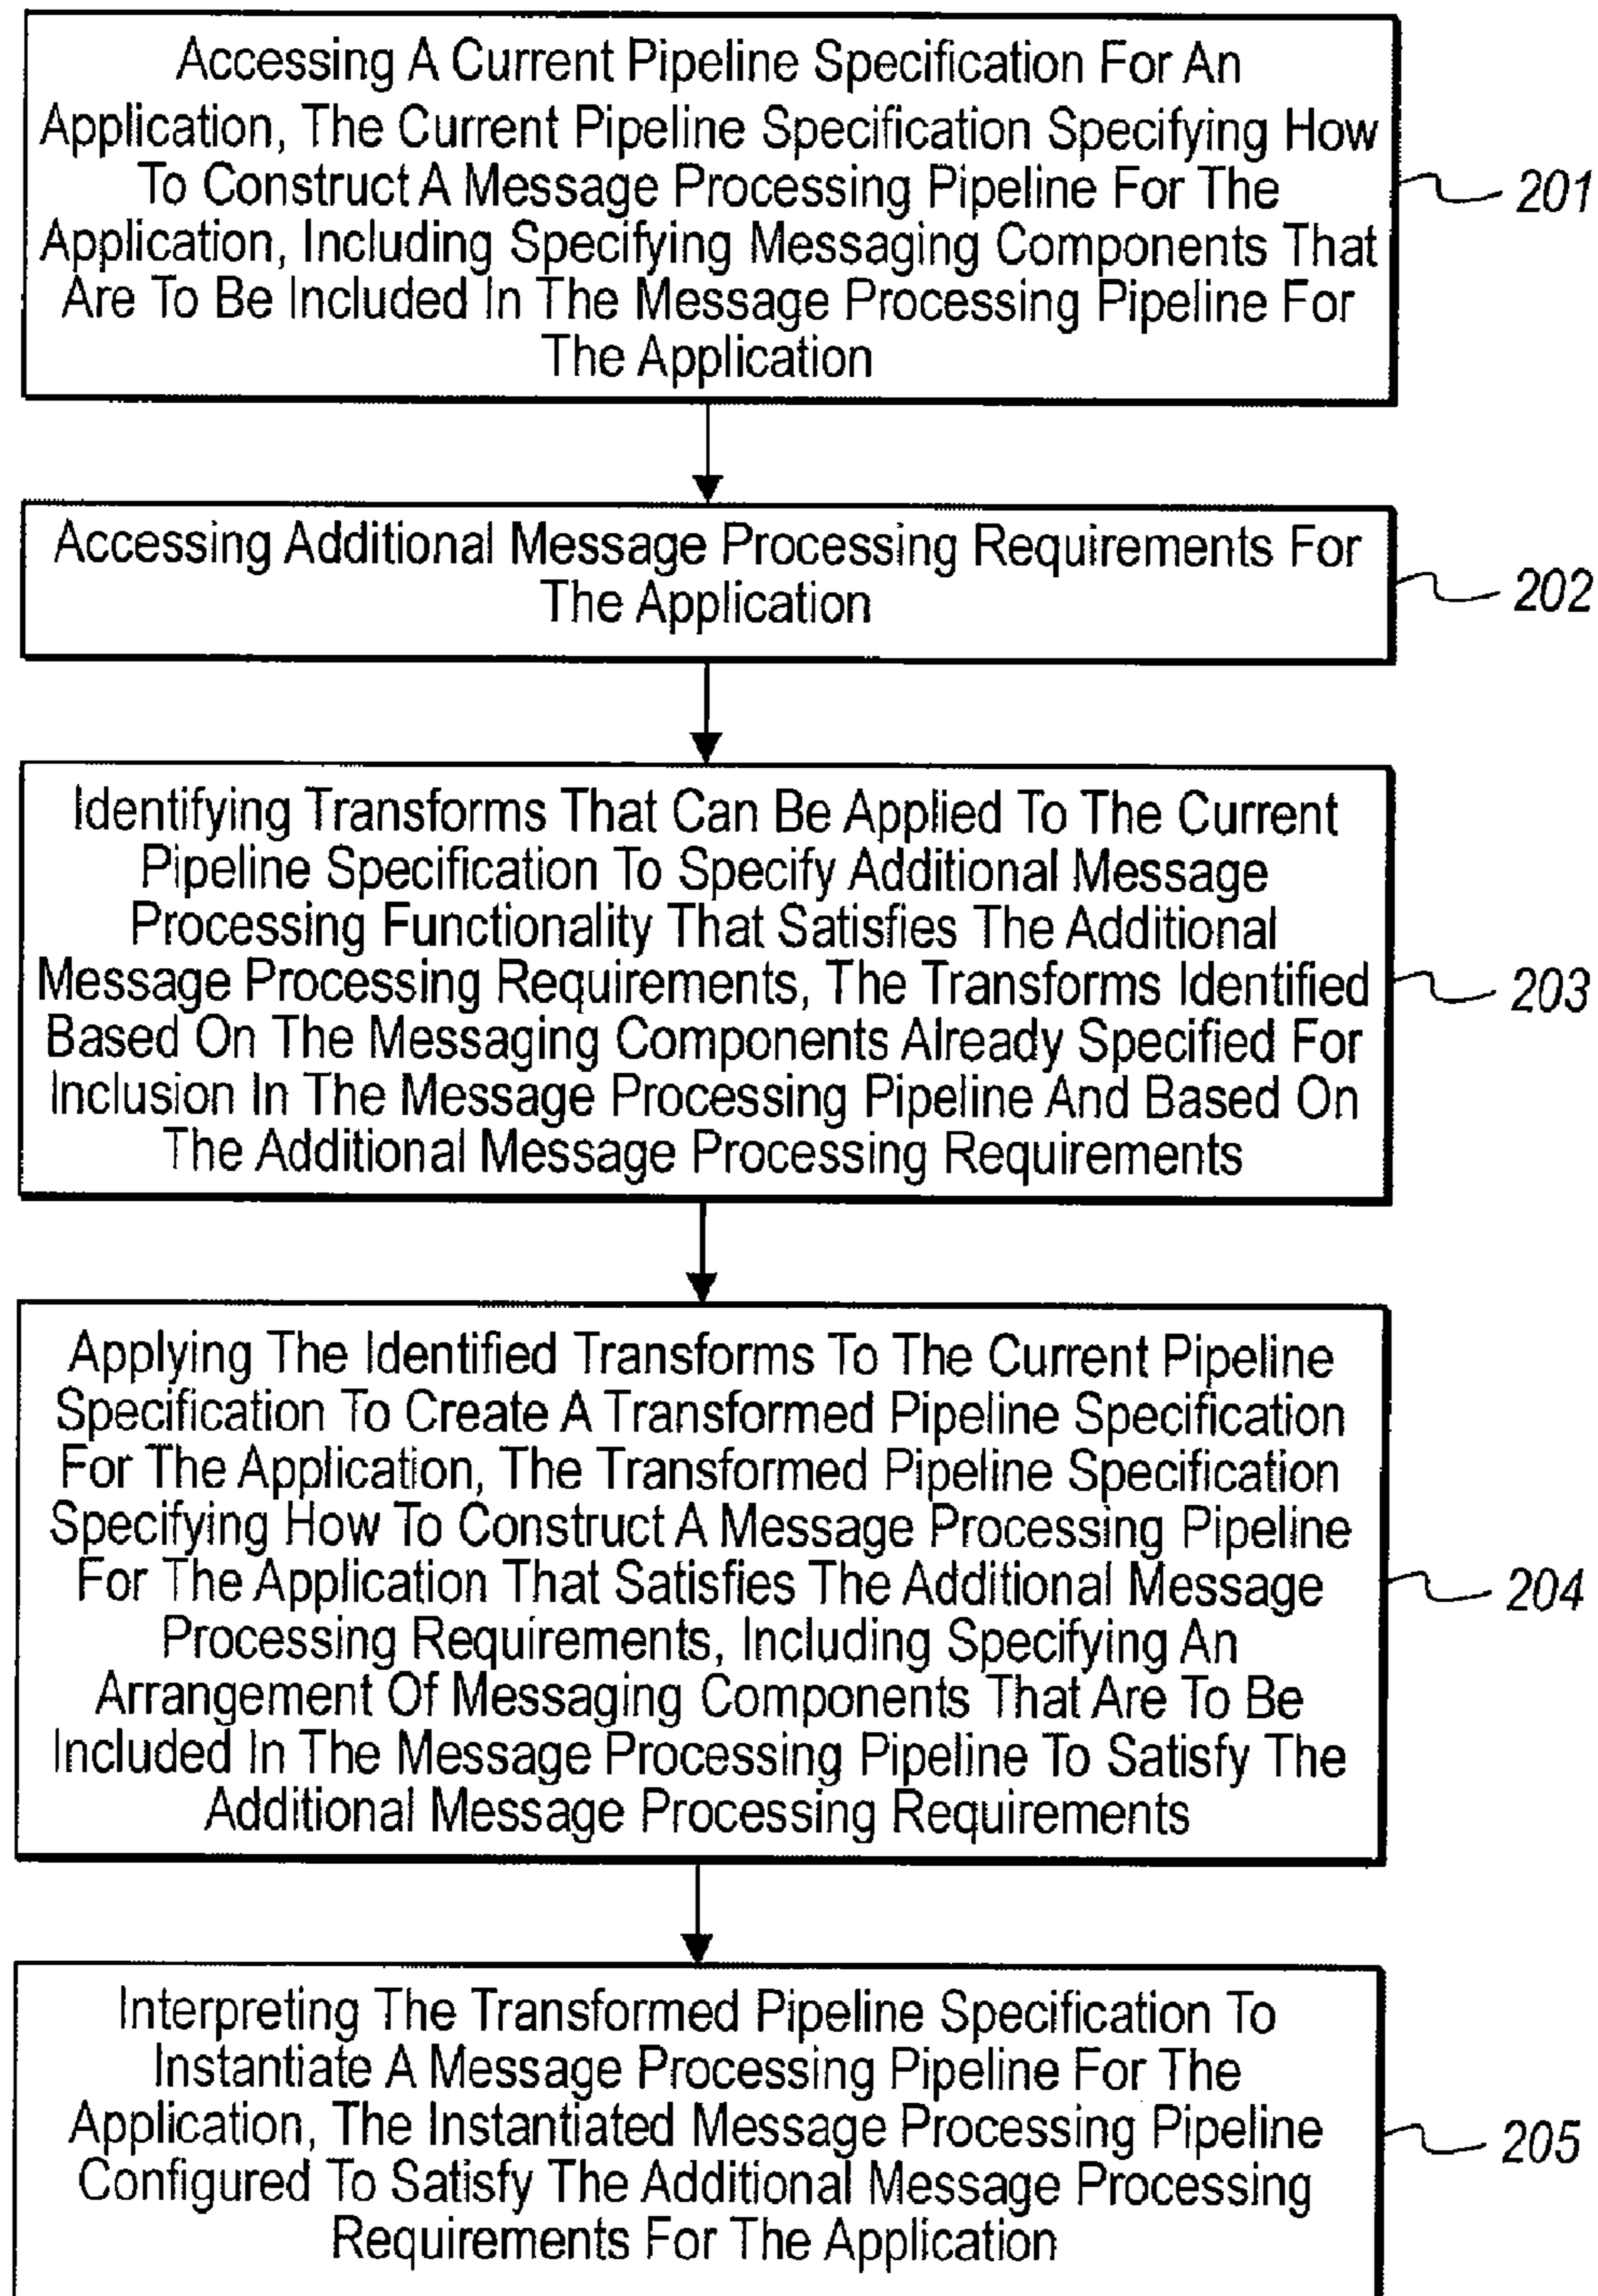 Accessing A Current Pipeline Specification For An
Application, The Current Pipeline Specification Specifying How
To Construct A Message Processing Pipeline For The
Application, Including Specifying Messaging Components That
Are To Be Included In The Message Processing Pipeline For
The Application
201
Accessing Additional Message Processing Requirements For
The Application
202
Identifying Transforms That Can Be Applied To The Current
Pipeline Specification To Specify Additional Message
Processing Functionality That Satisfies The Additional
Message Processing Requirements, The Transforms Identified
Based On The Messaging Components Already Specified For
Inclusion In The Message Processing Pipeline And Based On
The Additional Message Processing Requirements
203
Applying The Identified Transforms To The Current Pipeline
Specification To Create A Transformed Pipeline Specification
For The Application, The Transformed Pipeline Specification
Specifying How To Construct A Message Processing Pipeline
For The Application That Satisfies The Additional Message
Processing Requirements, Including Specifying An
Arrangement Of Messaging Components That Are To Be
Included In The Message Processing Pipeline To Satisfy The
Additional Message Processing Requirements
204
Interpreting The Transformed Pipeline Specification To
Instantiate A Message Processing Pipeline For The
Application, The Instantiated Message Processing Pipeline
Configured To Satisfy The Additional Message Processing
Requirements For The Application
205